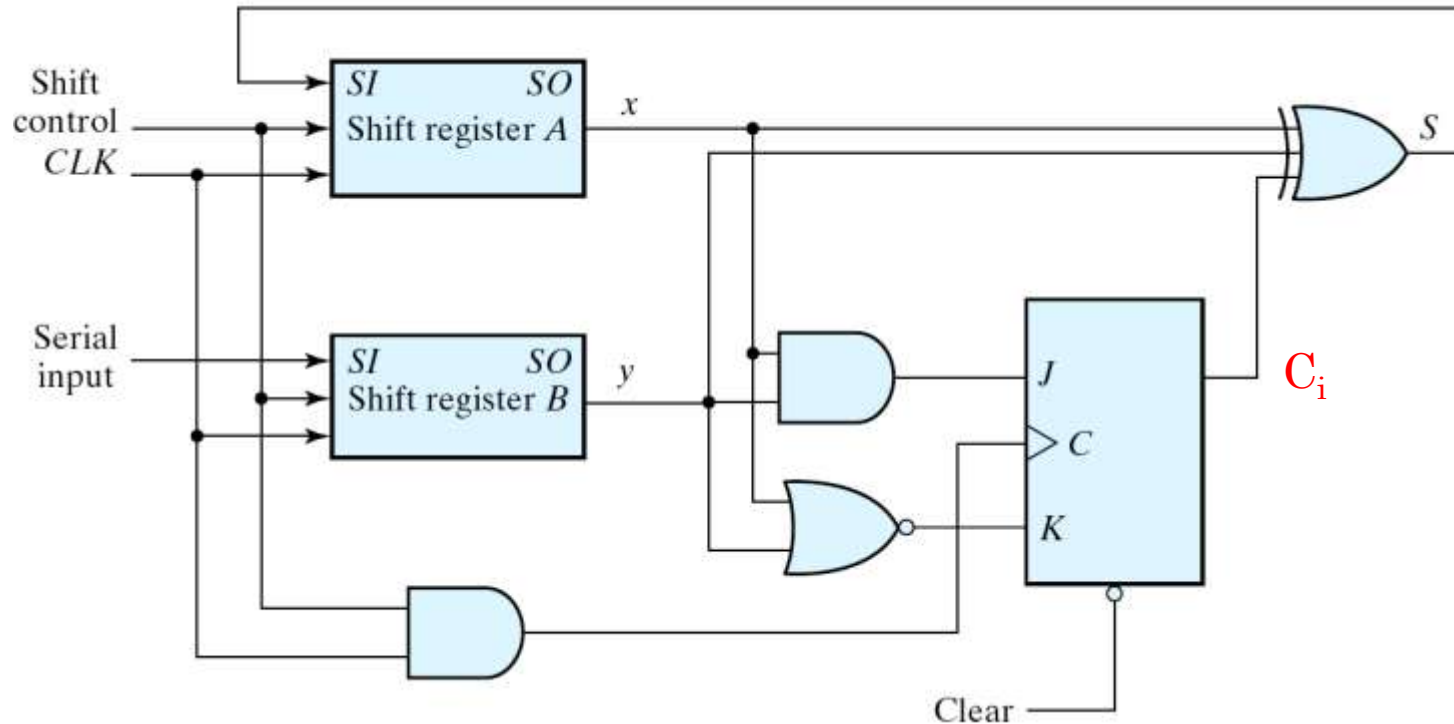 Shift
control
CLK
SI SO
Shift register A
x
S
Serial
input
SI SO
Shift register B
y
J
C
K
Cᵢ
Clear